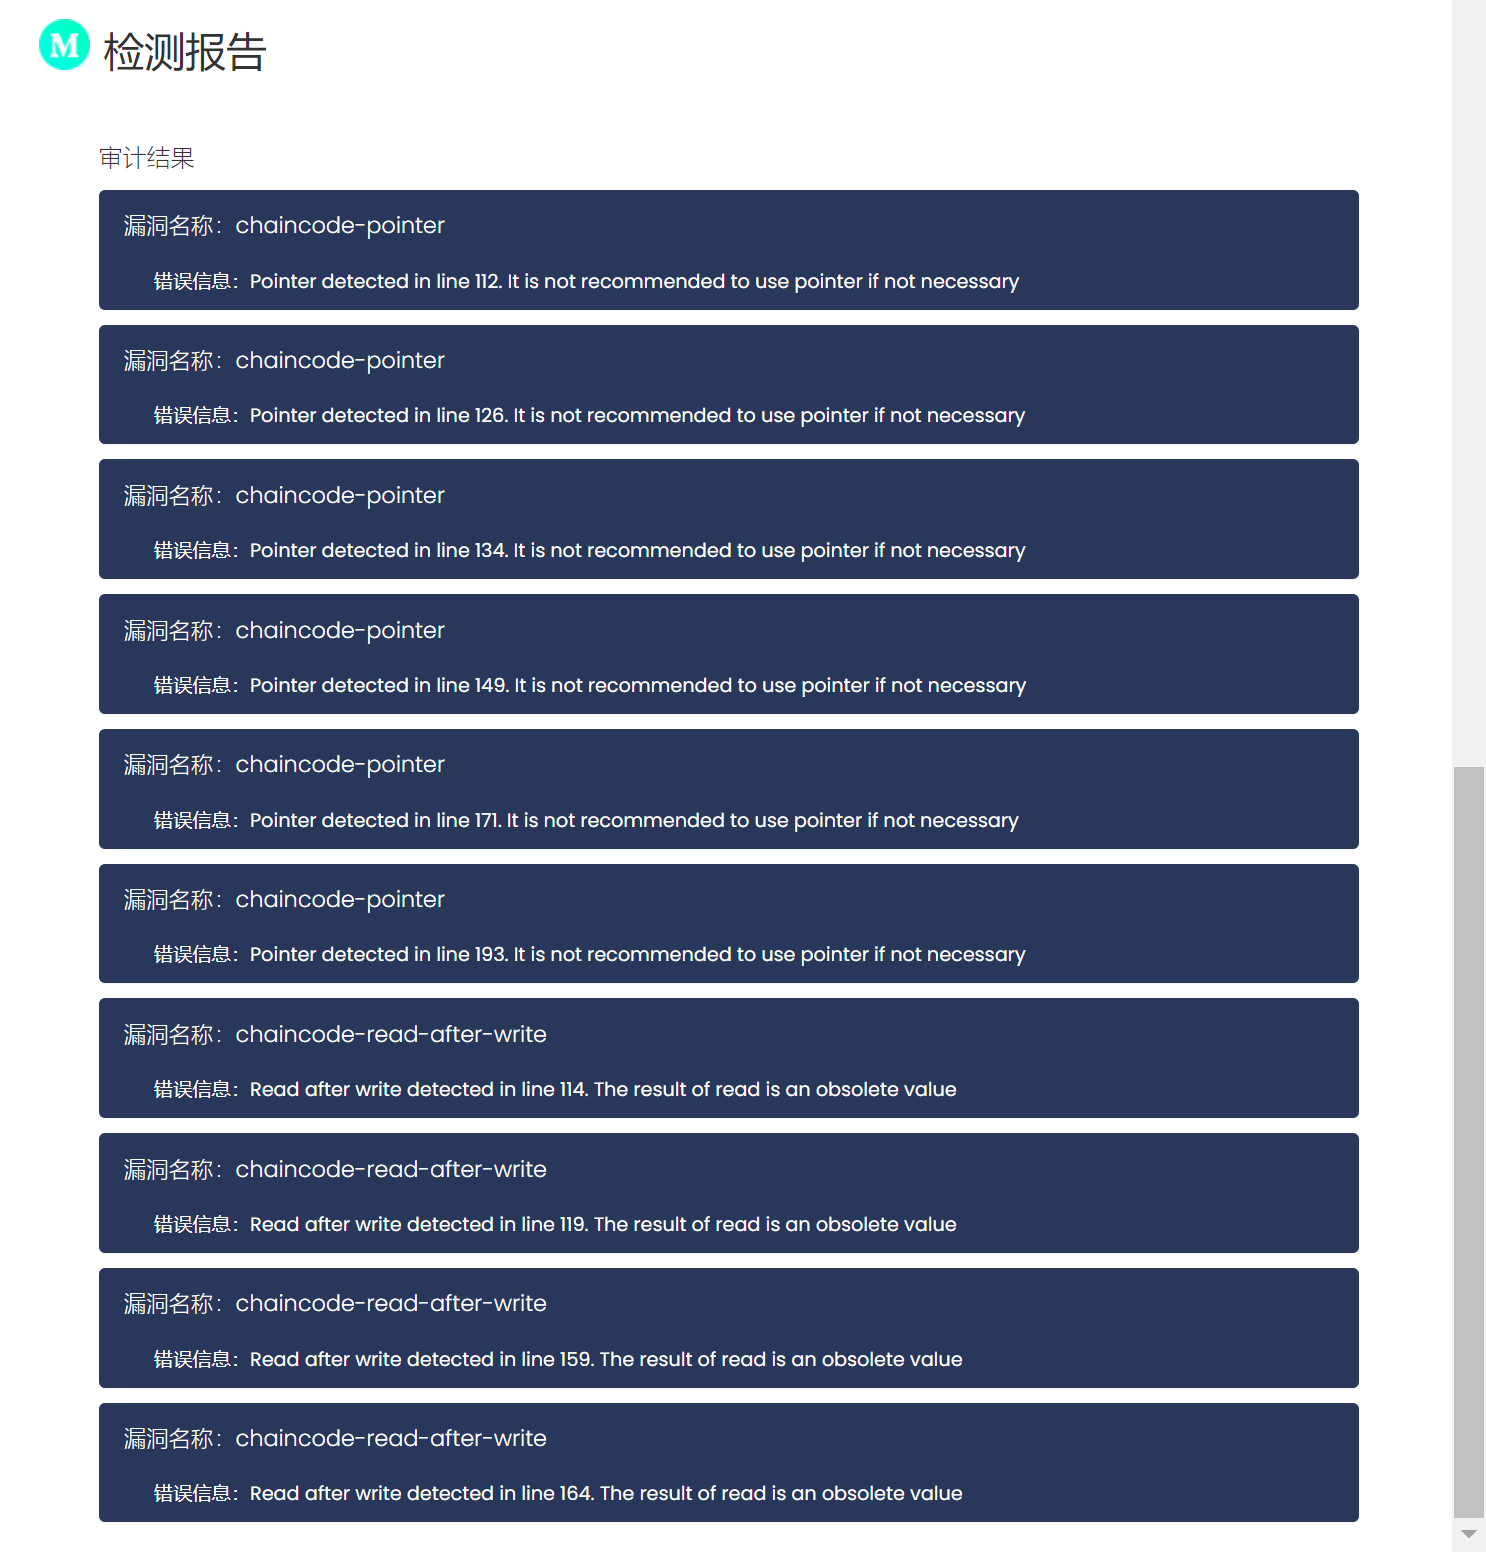 M 检测报告
审计结果
漏洞名称：chaincode-pointer
错误信息：Pointer detected in line 112. It is not recommended to use pointer if not necessary
漏洞名称：chaincode-pointer
错误信息：Pointer detected in line 126. It is not recommended to use pointer if not necessary
漏洞名称：chaincode-pointer
错误信息：Pointer detected in line 134. It is not recommended to use pointer if not necessary
漏洞名称：chaincode-pointer
错误信息：Pointer detected in line 149. It is not recommended to use pointer if not necessary
漏洞名称：chaincode-pointer
错误信息：Pointer detected in line 171. It is not recommended to use pointer if not necessary
漏洞名称：chaincode-pointer
错误信息：Pointer detected in line 193. It is not recommended to use pointer if not necessary
漏洞名称：chaincode-read-after-write
错误信息：Read after write detected in line 114. The result of read is an obsolete value
漏洞名称：chaincode-read-after-write
错误信息：Read after write detected in line 119. The result of read is an obsolete value
漏洞名称：chaincode-read-after-write
错误信息：Read after write detected in line 159. The result of read is an obsolete value
漏洞名称：chaincode-read-after-write
错误信息：Read after write detected in line 164. The result of read is an obsolete value